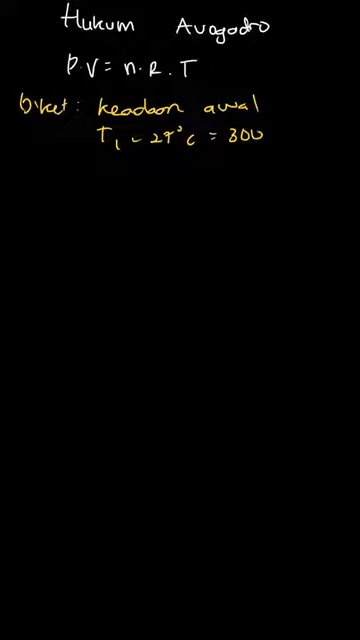 Hukum Avogadro
P.V = n.R.T
Diket : keadaan awal
T₁ = 27°C = 300